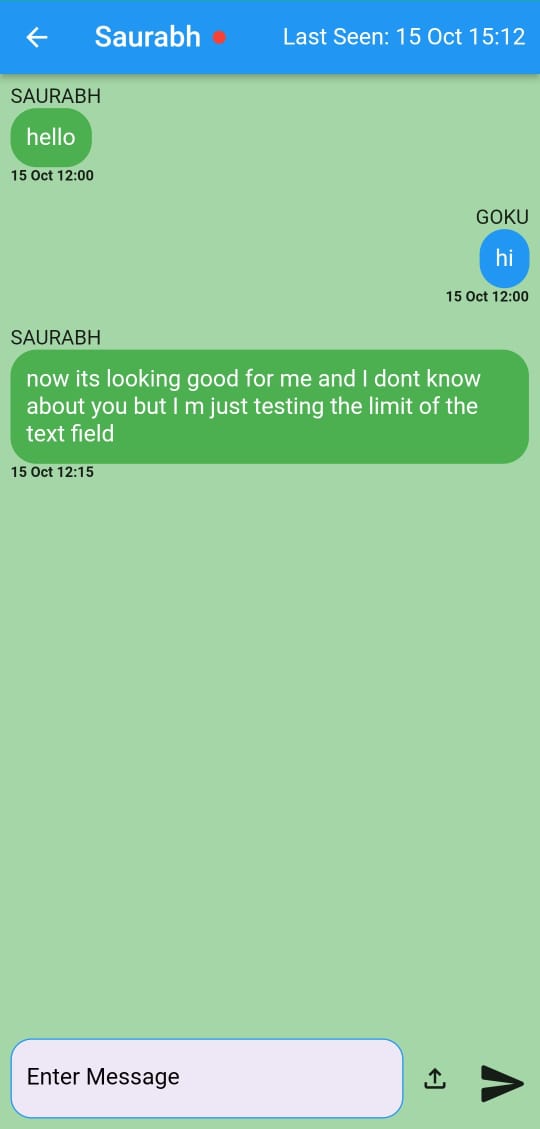 Saurabh Last Seen: 15 Oct 15:12
SAURABH
hello
15 Oct 12:00
GOKU
hi
15 Oct 12:00
SAURABH
now its looking good for me and I dont know
about you but I m just testing the limit of the
text field
15 Oct 12:15
Enter Message